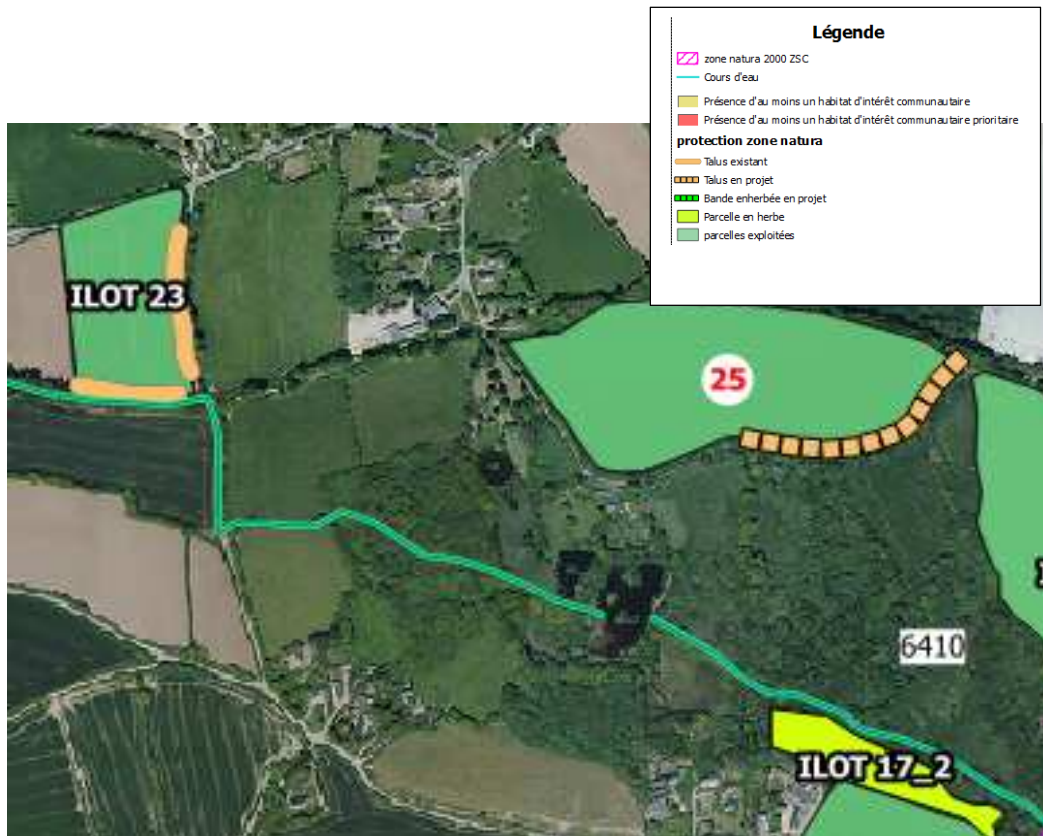 Légende
zone natura 2000 ZSC
Cours d'eau
Présence d'au moins un habitat d'intérêt communautaire
Présence d'au moins un habitat d'intérêt communautaire prioritaire
protection zone natura
Talus existant
Talus en projet
Bande enherbée en projet
Parcelle en herbe
parcelles exploitées
ILOT 23
25
6410
ILOT 17_2